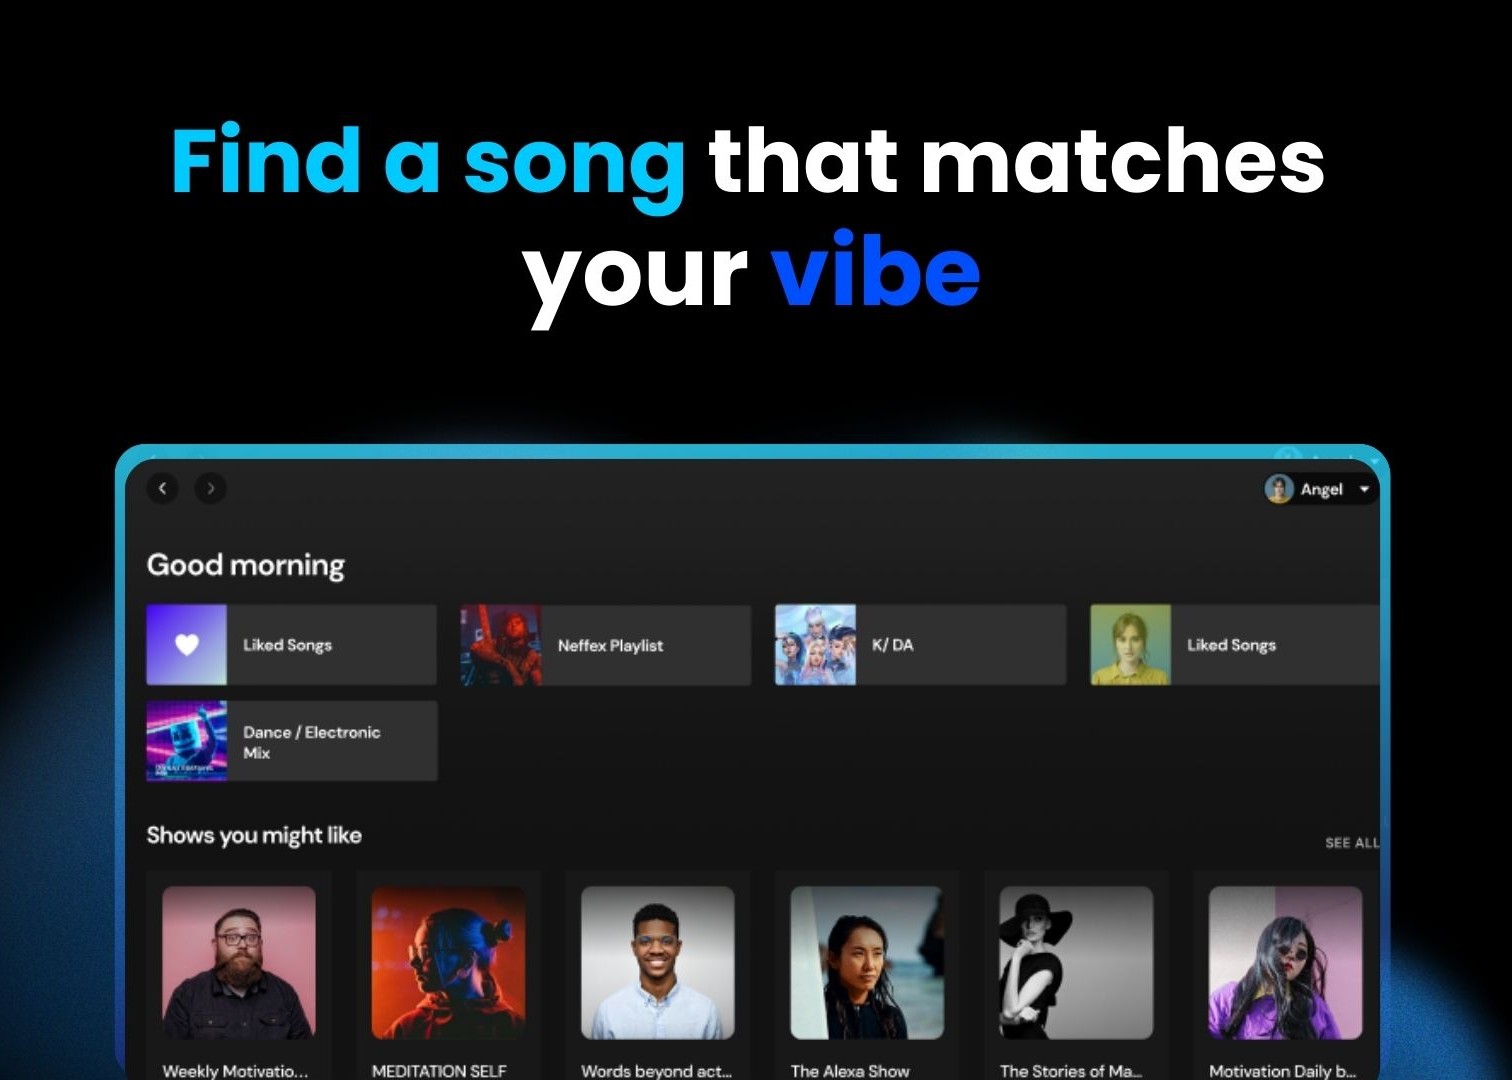 Find a song that matches
your vibe
Angel
Good morning
Liked Songs
Neffex Playlist
K/ DA
Liked Songs
Dance / Electronic
Mix
Shows you might like
SEE ALL
Weekly Motivatio...
MEDITATION SELF
Words beyond act...
The Alexa Show
The Stories of Ma...
Motivation Daily b...